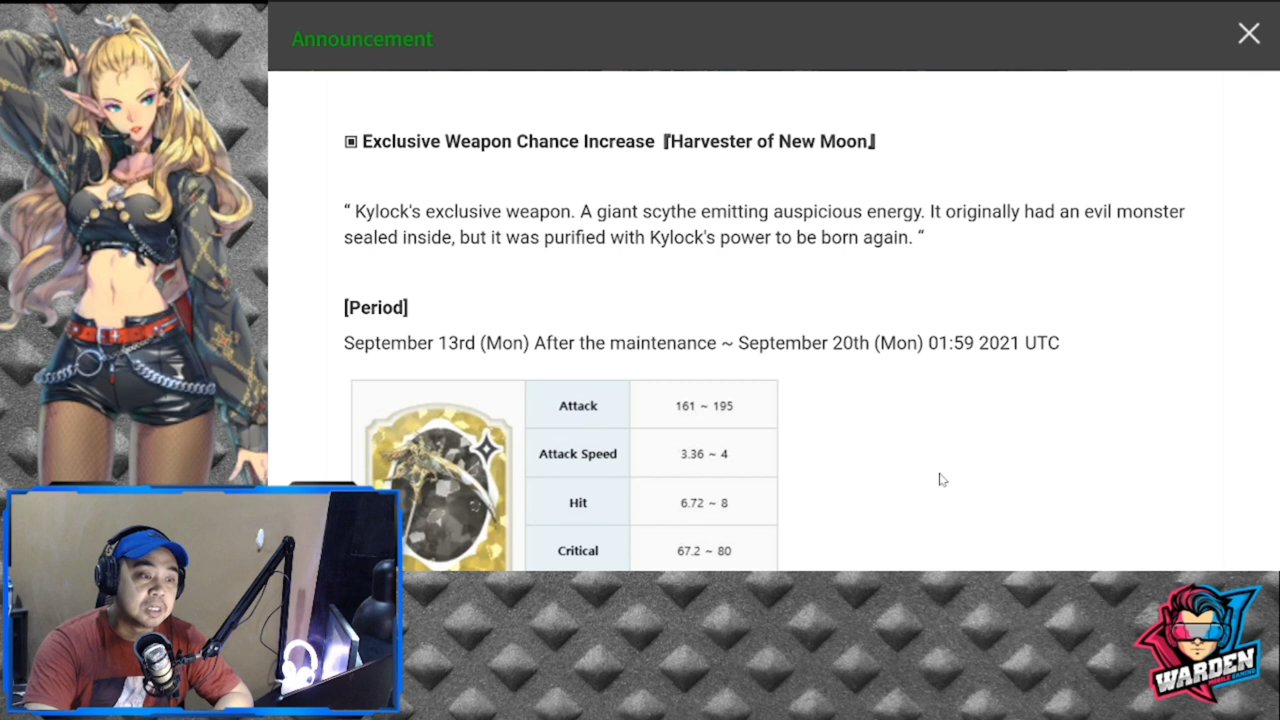 Announcement
▣ Exclusive Weapon Chance Increase『Harvester of New Moon』
“ Kylock's exclusive weapon. A giant scythe emitting auspicious energy. It originally had an evil monster
sealed inside, but it was purified with Kylock's power to be born again. “
[Period]
September 13rd (Mon) After the maintenance ~ September 20th (Mon) 01:59 2021 UTC
Attack 161 ~ 195
Attack Speed 3.36 ~ 4
Hit 6.72 ~ 8
Critical 67.2 ~ 80
WARDEN
MOBILE GAMING